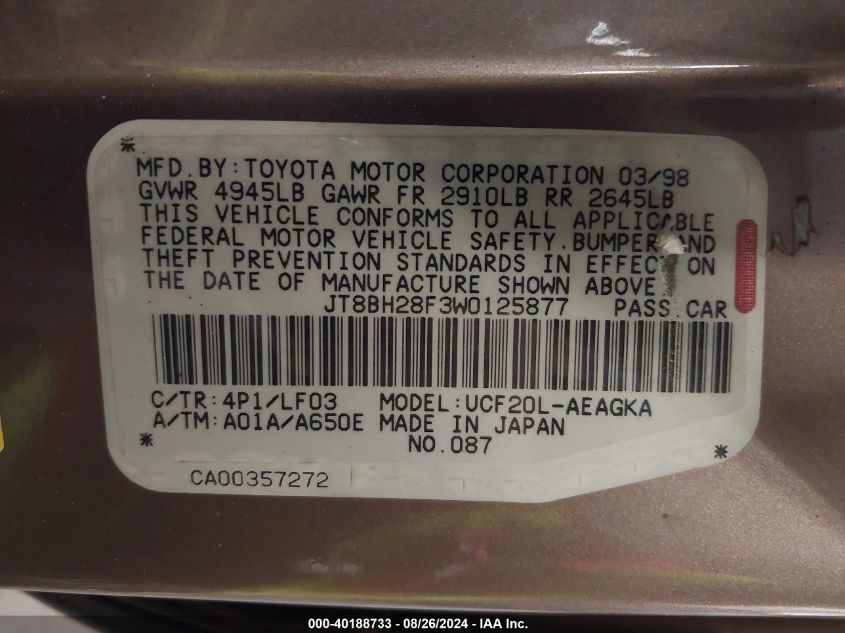 MFD.BY:TOYOTA MOTOR CORPORATION 03/98
GVWR 4945LB GAWR FR 2910LB RR 2645LB
THIS VEHICLE CONFORMS TO ALL APPLICABLE
FEDERAL MOTOR VEHICLE SAFETY.BUMPER AND
THEFT PREVENTION STANDARDS IN EFFECT ON
THE DATE OF MANUFACTURE SHOWN ABOVE.
JT8BH28F3W0125877 PASS.CAR
C/TR:4P1/LF03 MODEL:UCF20L-AEAGKA
A/TM:A01A/A650E MADE IN JAPAN
NO.087
CA00357272
000-40188733 - 08/26/2024 - IAA Inc.